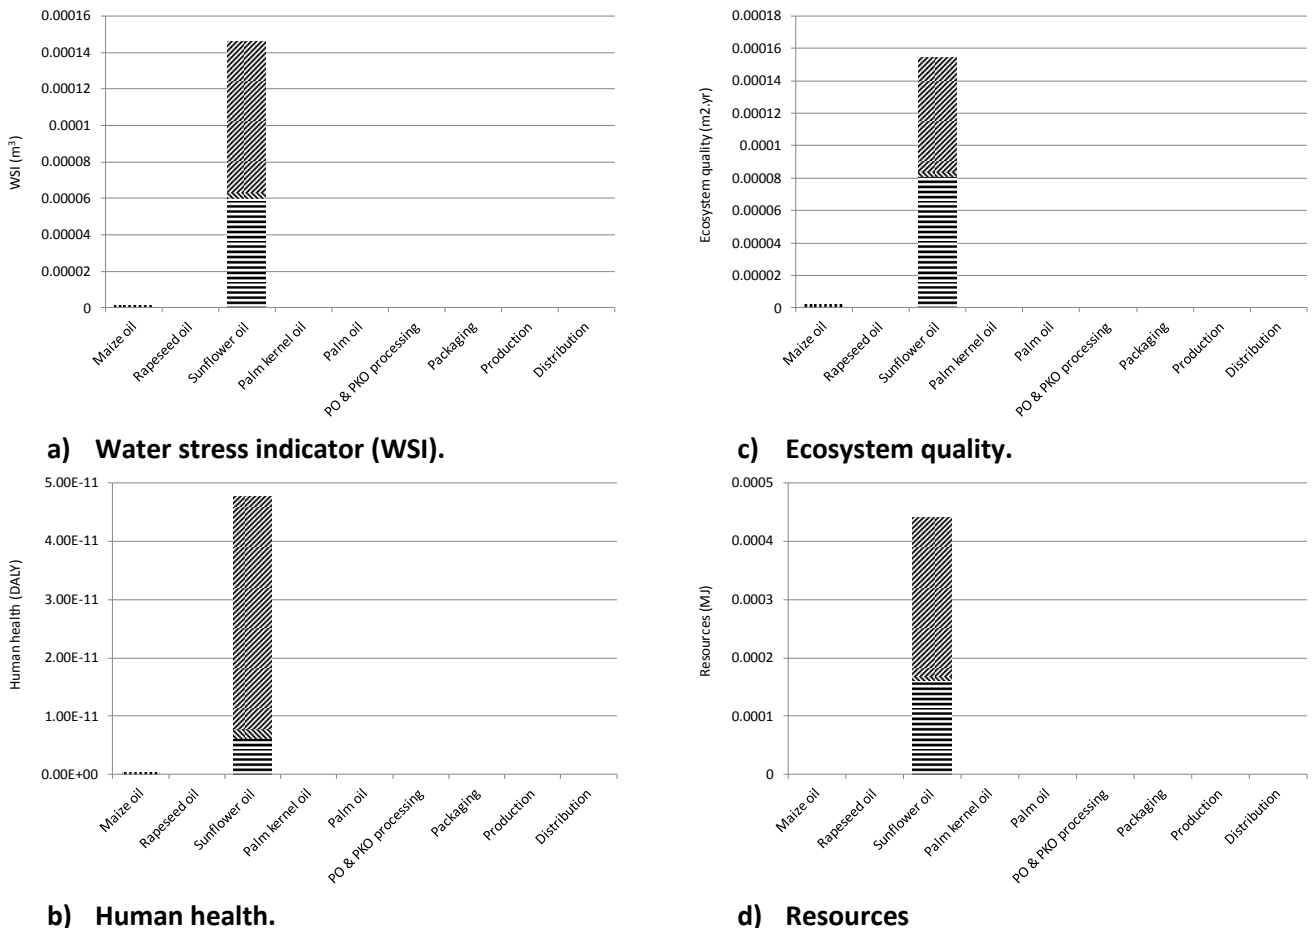 0.00016
0.00014
0.00012
0.0001
0.00008
0.00006
0.00004
0.00002
0
WSI (m³)
Maize oil
Rapeseed oil
Sunflower oil
Palm kernel oil
Palm oil
PO & PKO processing
Packaging
Production
Distribution
a) Water stress indicator (WSI).
0.00018
0.00016
0.00014
0.00012
0.0001
0.00008
0.00006
0.00004
0.00002
0
Ecosystem quality (m2.yr)
Maize oil
Rapeseed oil
Sunflower oil
Palm kernel oil
Palm oil
PO & PKO processing
Packaging
Production
Distribution
c) Ecosystem quality.
5.00E-11
4.00E-11
3.00E-11
2.00E-11
1.00E-11
0.00E+00
Human health (DALY)
Maize oil
Rapeseed oil
Sunflower oil
Palm kernel oil
Palm oil
PO & PKO processing
Packaging
Production
Distribution
b) Human health.
0.0005
0.0004
0.0003
0.0002
0.0001
0
Resources (MJ)
Maize oil
Rapeseed oil
Sunflower oil
Palm kernel oil
Palm oil
PO & PKO processing
Packaging
Production
Distribution
d) Resources